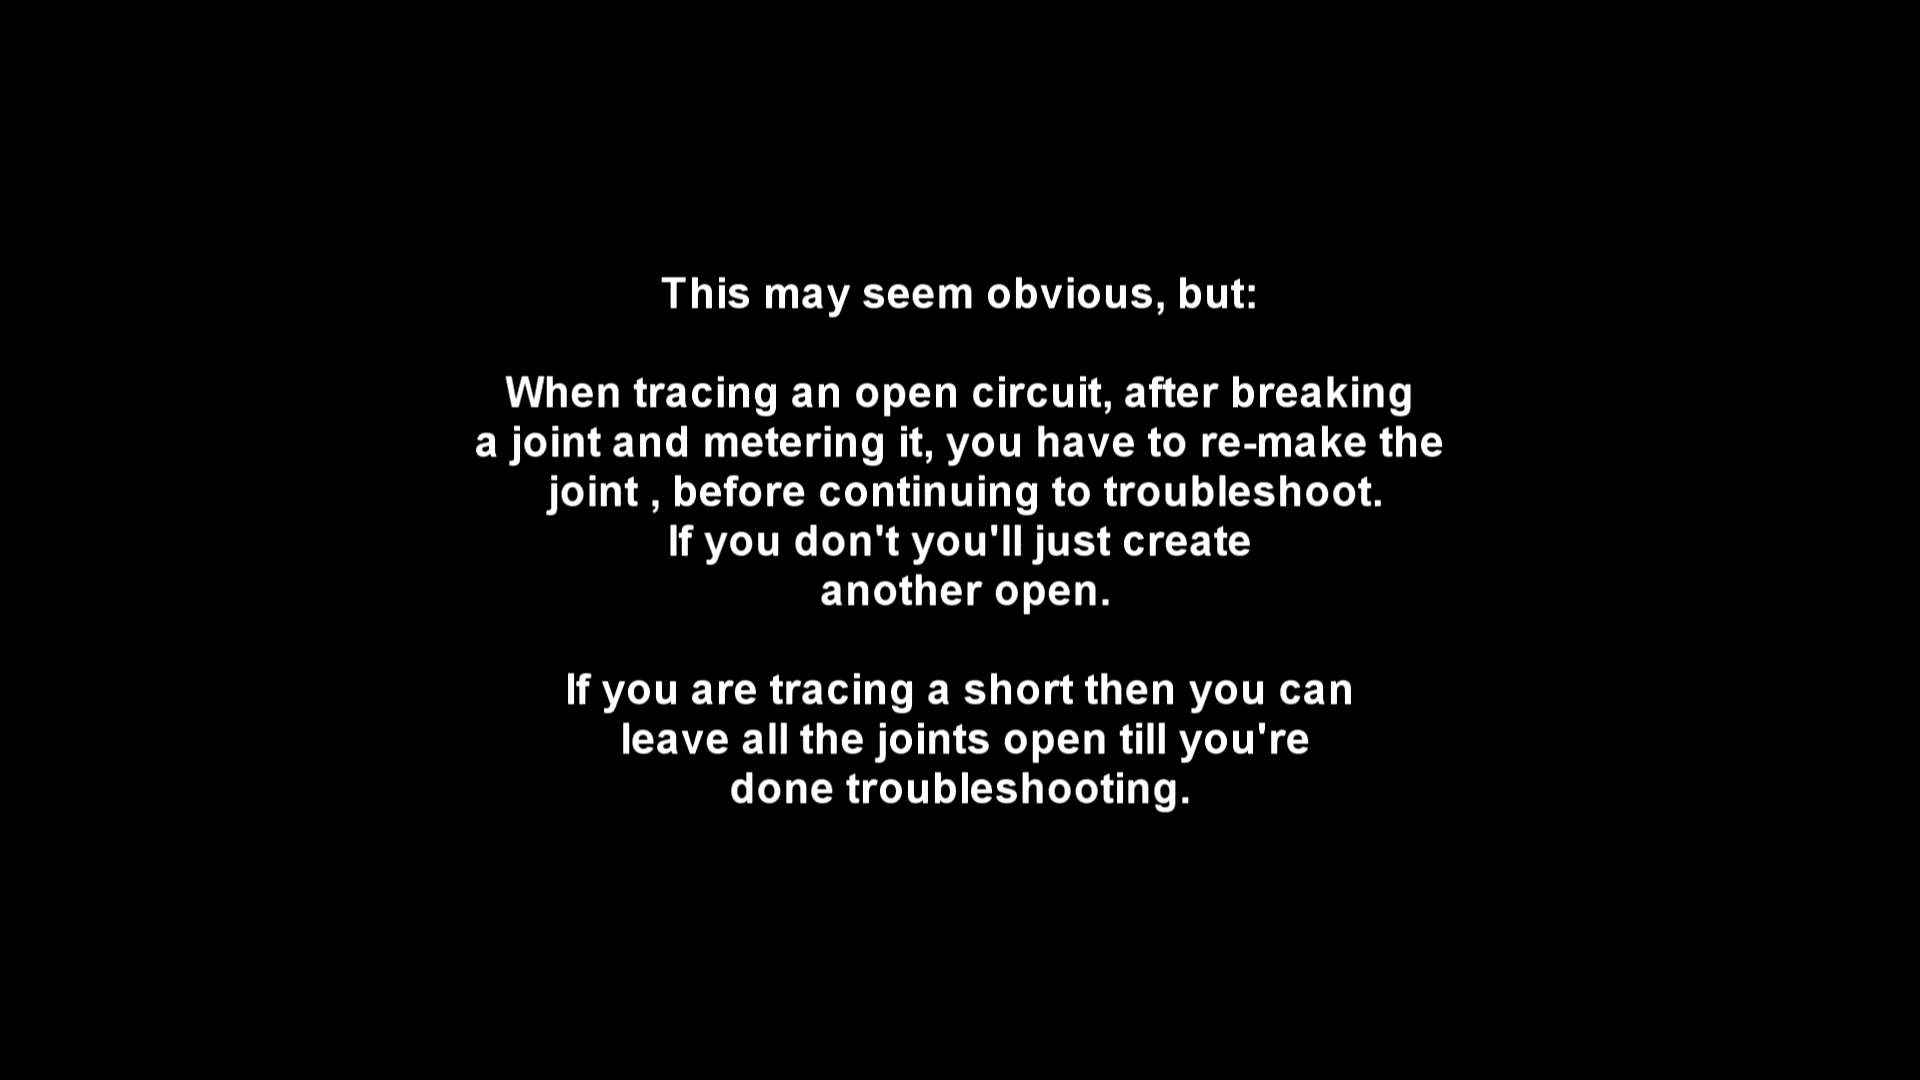 This may seem obvious, but:
When tracing an open circuit, after breaking
a joint and metering it, you have to re-make the
joint , before continuing to troubleshoot.
If you don't you'll just create
another open.
If you are tracing a short then you can
leave all the joints open till you're
done troubleshooting.